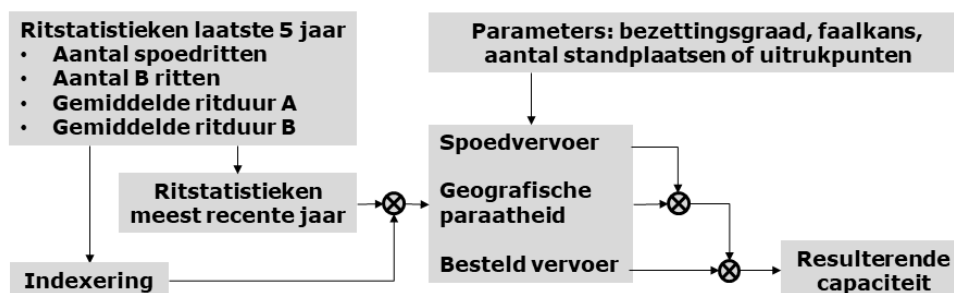 Ritstatistieken laatste 5 jaar
• Aantal spoedritten
• Aantal B ritten
• Gemiddelde ritduur A
• Gemiddelde ritduur B
Parameters: bezettingsgraad, faalkans,
aantal standplaatsen of uitrukpunten
Ritstatistieken
meest recente jaar
Spoedvervoer
Geografische
paraatheid
Besteld vervoer
Indexering
Resulterende
capaciteit